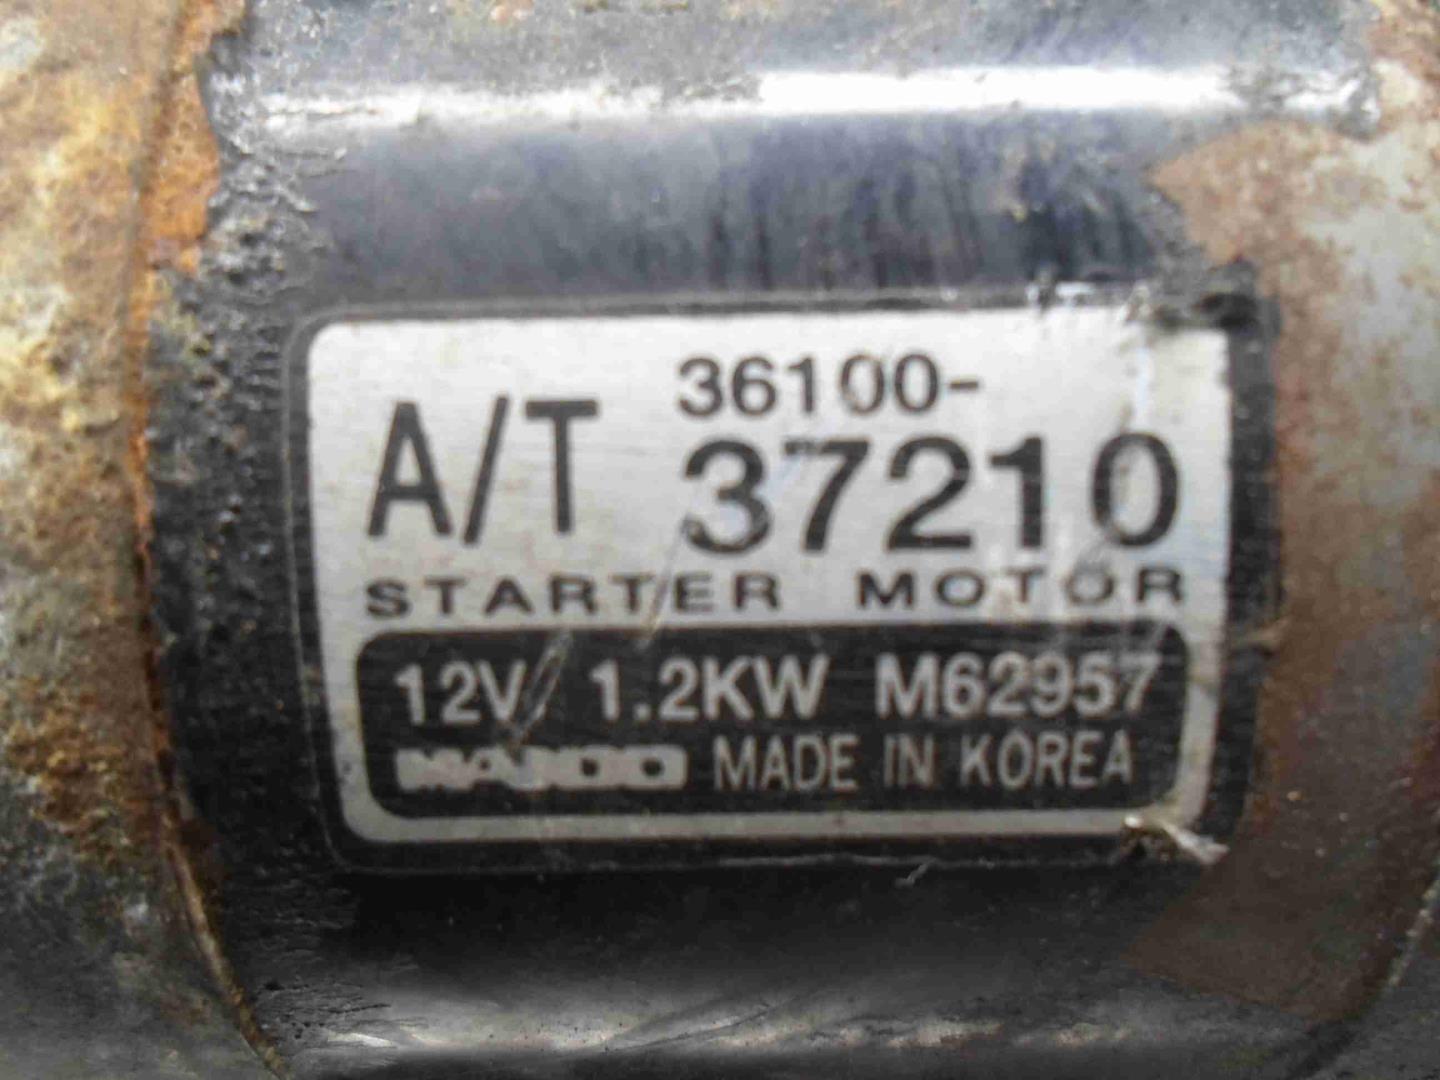 36100-
A/T 37210
STARTER MOTOR
12V 1.2KW M62957
MANDO MADE IN KOREA